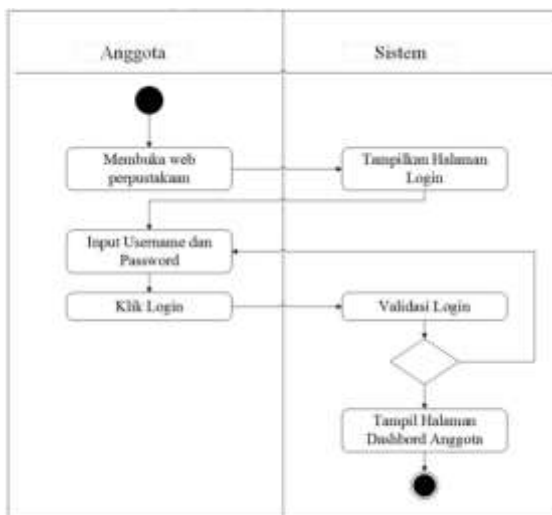 Anggota
Sistem
Membuka web
perpustakaan
Tampilkan Halaman
Login
Input Username dan
Password
Klik Login
Validasi Login
Tampil Halaman
Dashbord Anggota